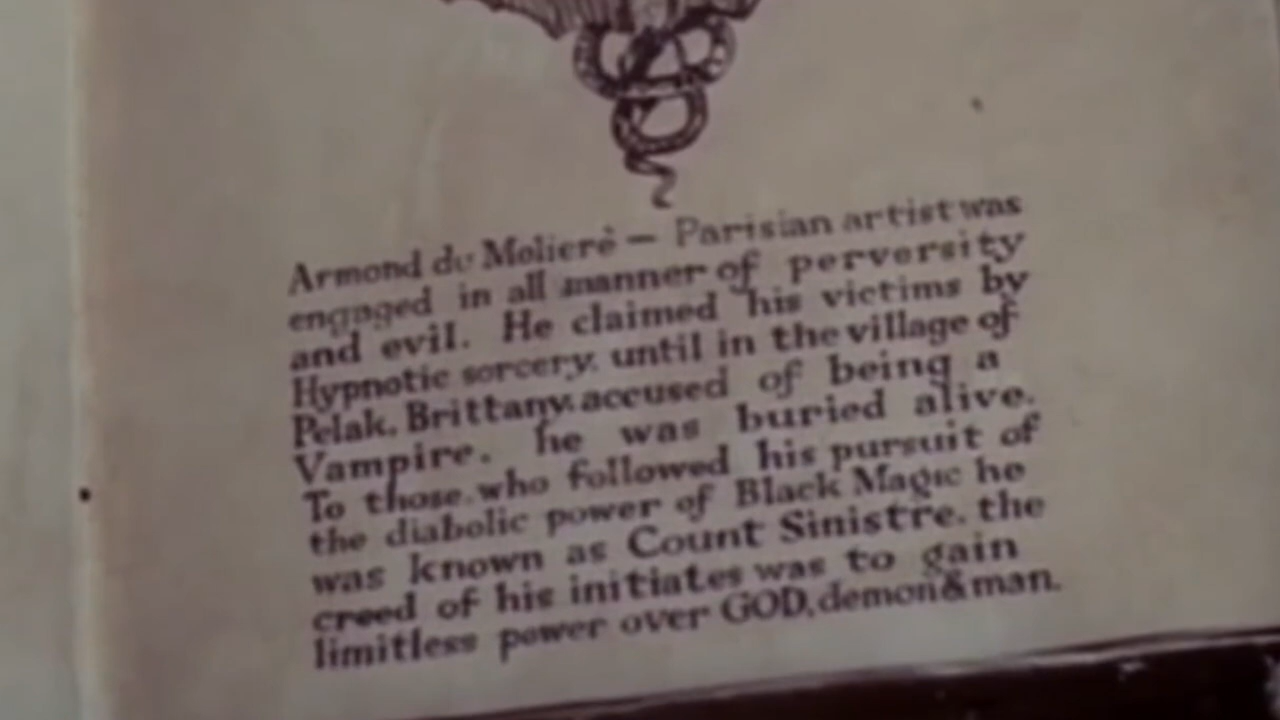 Armond du Molierè — Parisian artist was
engaged in all manner of perversity
and evil. He claimed his victims by
Hypnotic sorcery, until in the village of
Pelak, Brittany, accused of being a
Vampire, he was buried alive.
To those, who followed his pursuit of
the diabolic power of Black Magic he
was known as Count Sinistre, the
creed of his initiates was to gain
limitless power over GOD, demon & man.